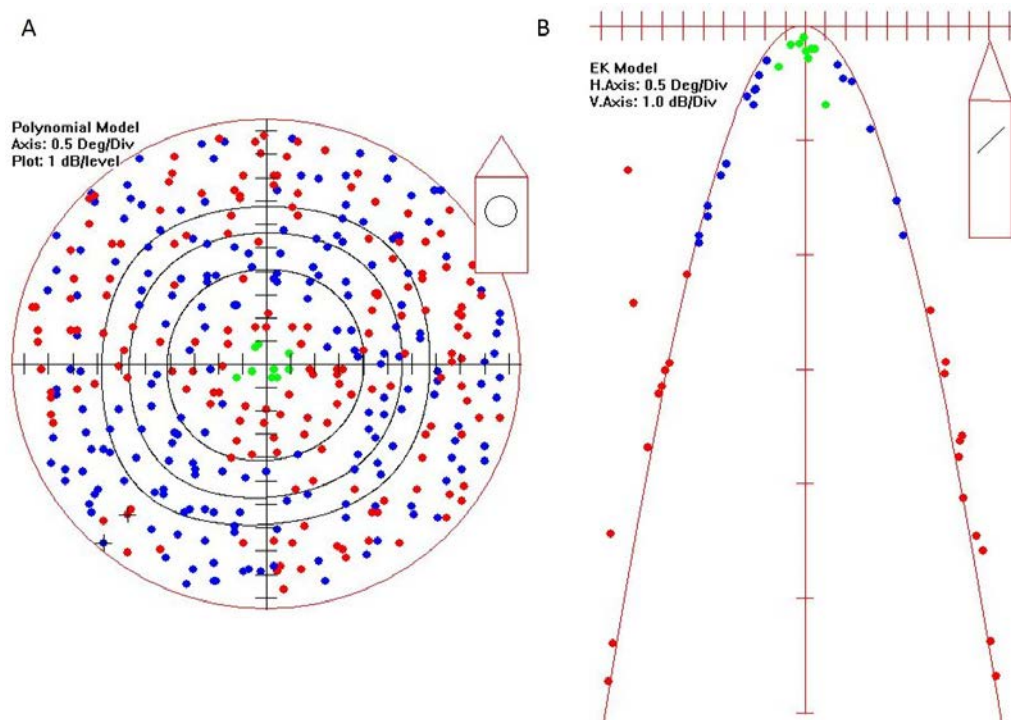 A
Polynomial Model
Axis: 0.5 Deg/Div
Plot: 1 dB/level
B
EK Model
H.Axis: 0.5 Deg/Div
V.Axis: 1.0 dB/Div